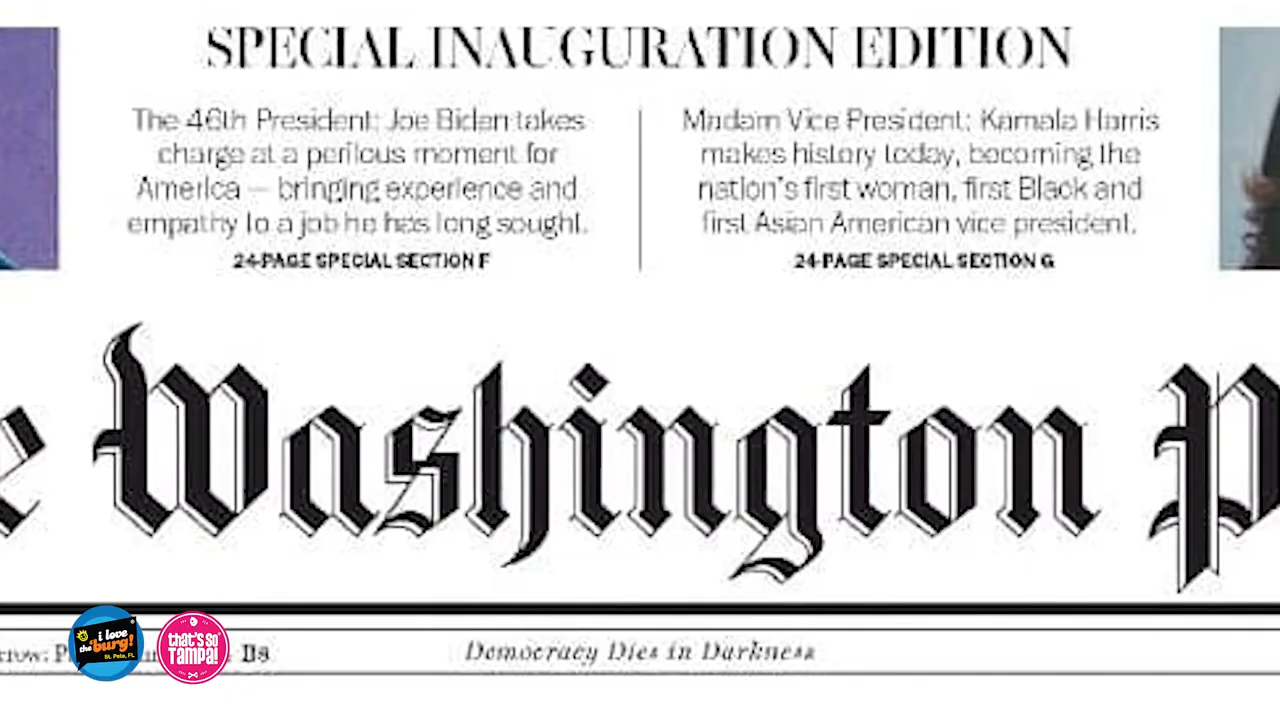 SPECIAL INAUGURATION EDITION
The 46th President: Joe Biden takes
charge at a perilous moment for
America — bringing experience and
empathy to a job he has long sought.
24-PAGE SPECIAL SECTION F
Madam Vice President: Kamala Harris
makes history today, becoming the
nation's first woman, first Black and
first Asian American vice president.
24-PAGE SPECIAL SECTION G
e Washington P
B8
Democracy Dies in Darkness
i love
the burg!
St. Pete, FL
that's so
TAMPA!